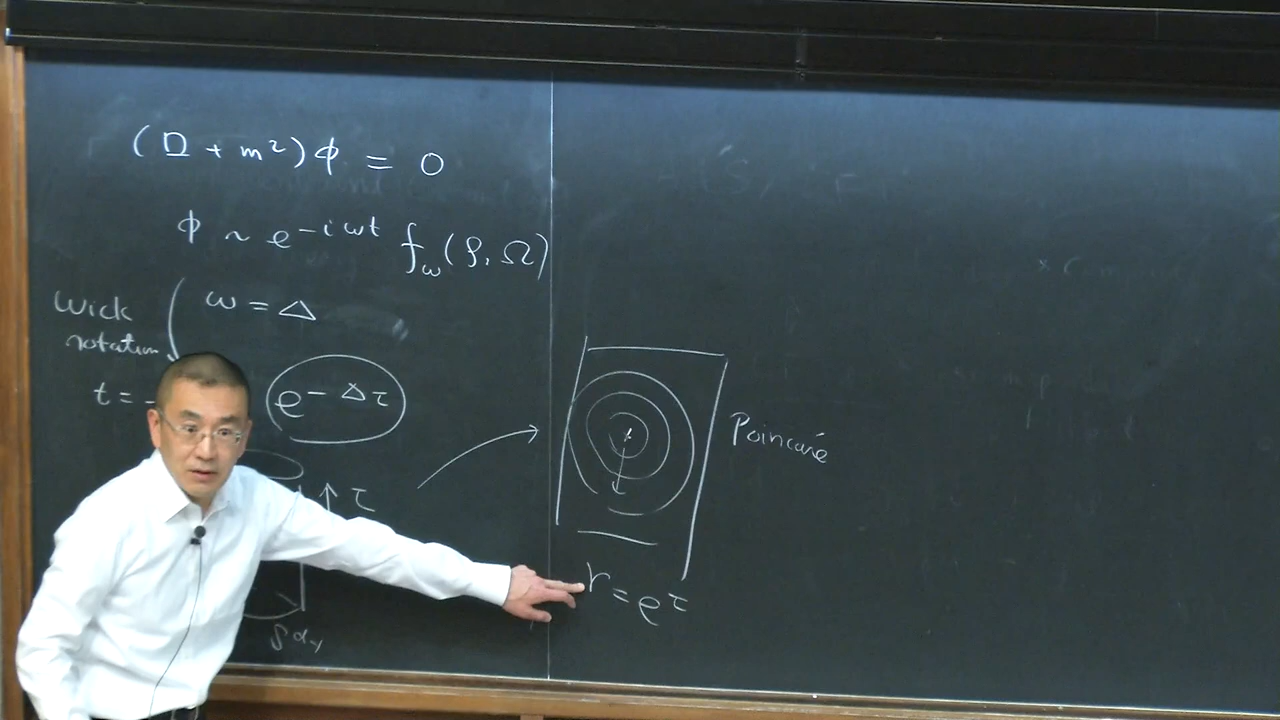 (□ + m²)φ = 0
φ ~ e^{-iωt} f_ω(ρ, Ω)
Wick
rotation
ω = Δ
t = -
e^{-Δτ}
↑ τ
Poincaré
r = e^τ